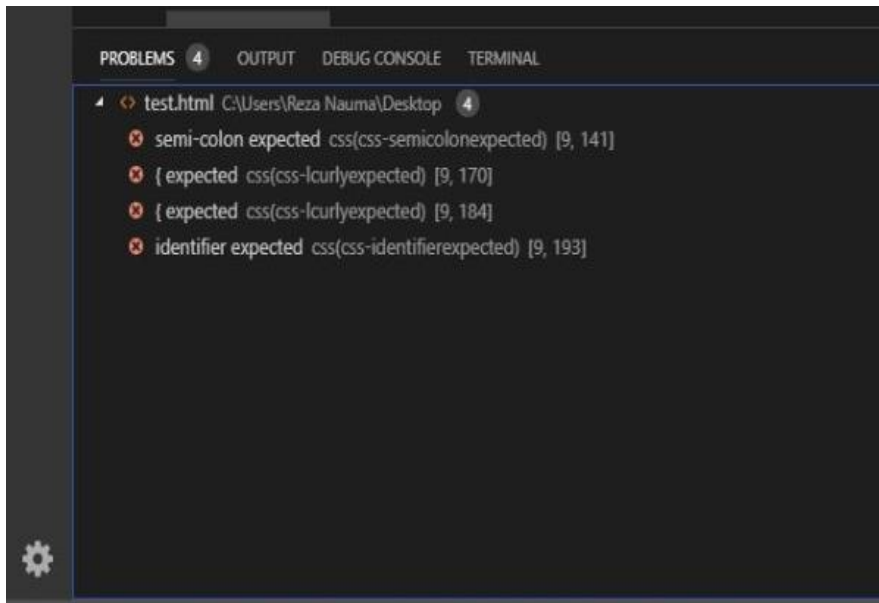 PROBLEMS 4 OUTPUT DEBUG CONSOLE TERMINAL
test.html C:\Users\Reza Nauma\Desktop 4
semi-colon expected css(css-semicolonexpected) [9, 141]
{ expected css(css-lcurlyexpected) [9, 170]
{ expected css(css-lcurlyexpected) [9, 184]
identifier expected css(css-identifierexpected) [9, 193]